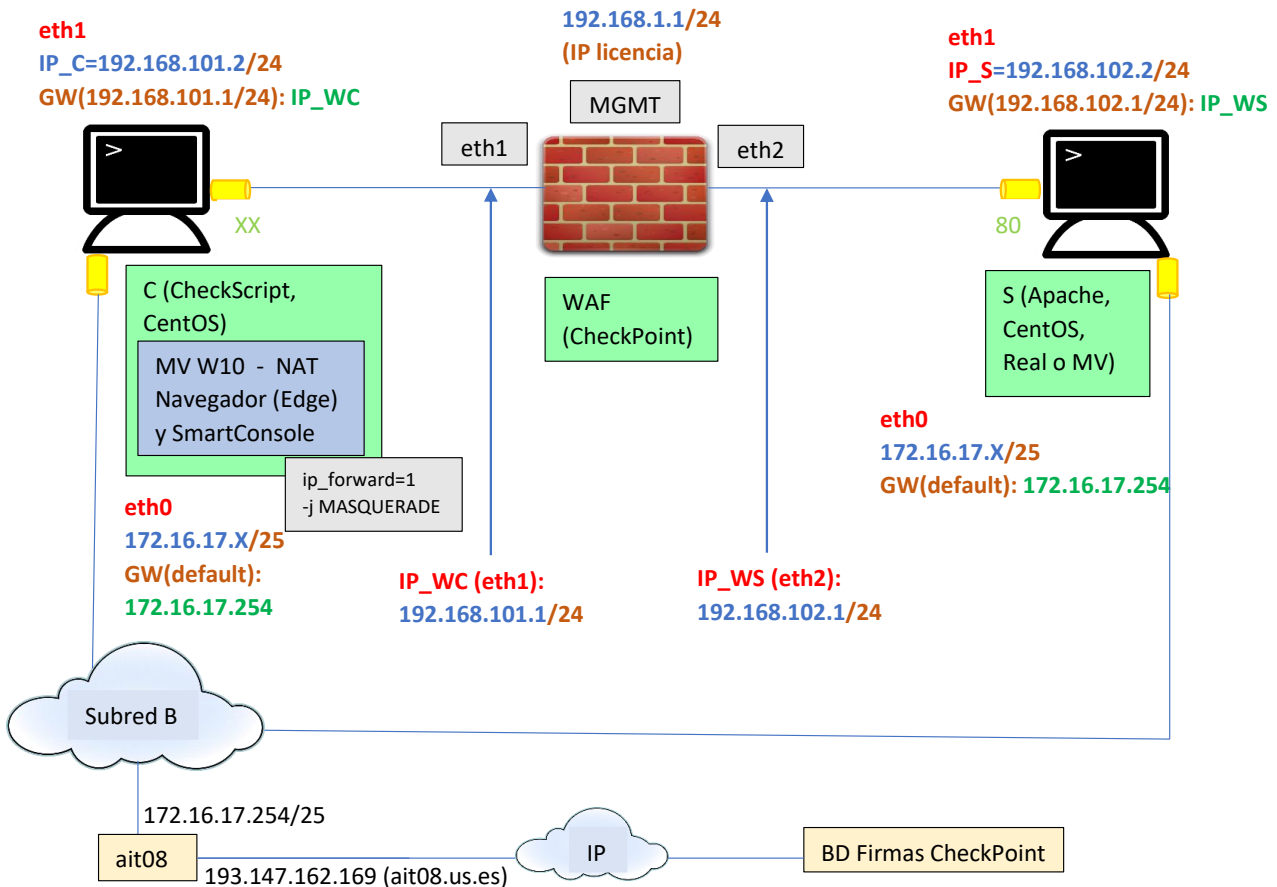 eth1
IP_C=192.168.101.2/24
GW(192.168.101.1/24): IP_WC
192.168.1.1/24
(IP licencia)
MGMT
eth1
eth2
eth1
IP_S=192.168.102.2/24
GW(192.168.102.1/24): IP_WS
>
XX
>
80
C (CheckScript,
CentOS)
MV W10 - NAT
Navegador (Edge)
y SmartConsole
ip_forward=1
-j MASQUERADE
WAF
(CheckPoint)
S (Apache,
CentOS,
Real o MV)
eth0
172.16.17.X/25
GW(default):
172.16.17.254
IP_WC (eth1):
192.168.101.1/24
IP_WS (eth2):
192.168.102.1/24
eth0
172.16.17.X/25
GW(default): 172.16.17.254
Subred B
172.16.17.254/25
ait08
193.147.162.169 (ait08.us.es)
IP
BD Firmas CheckPoint